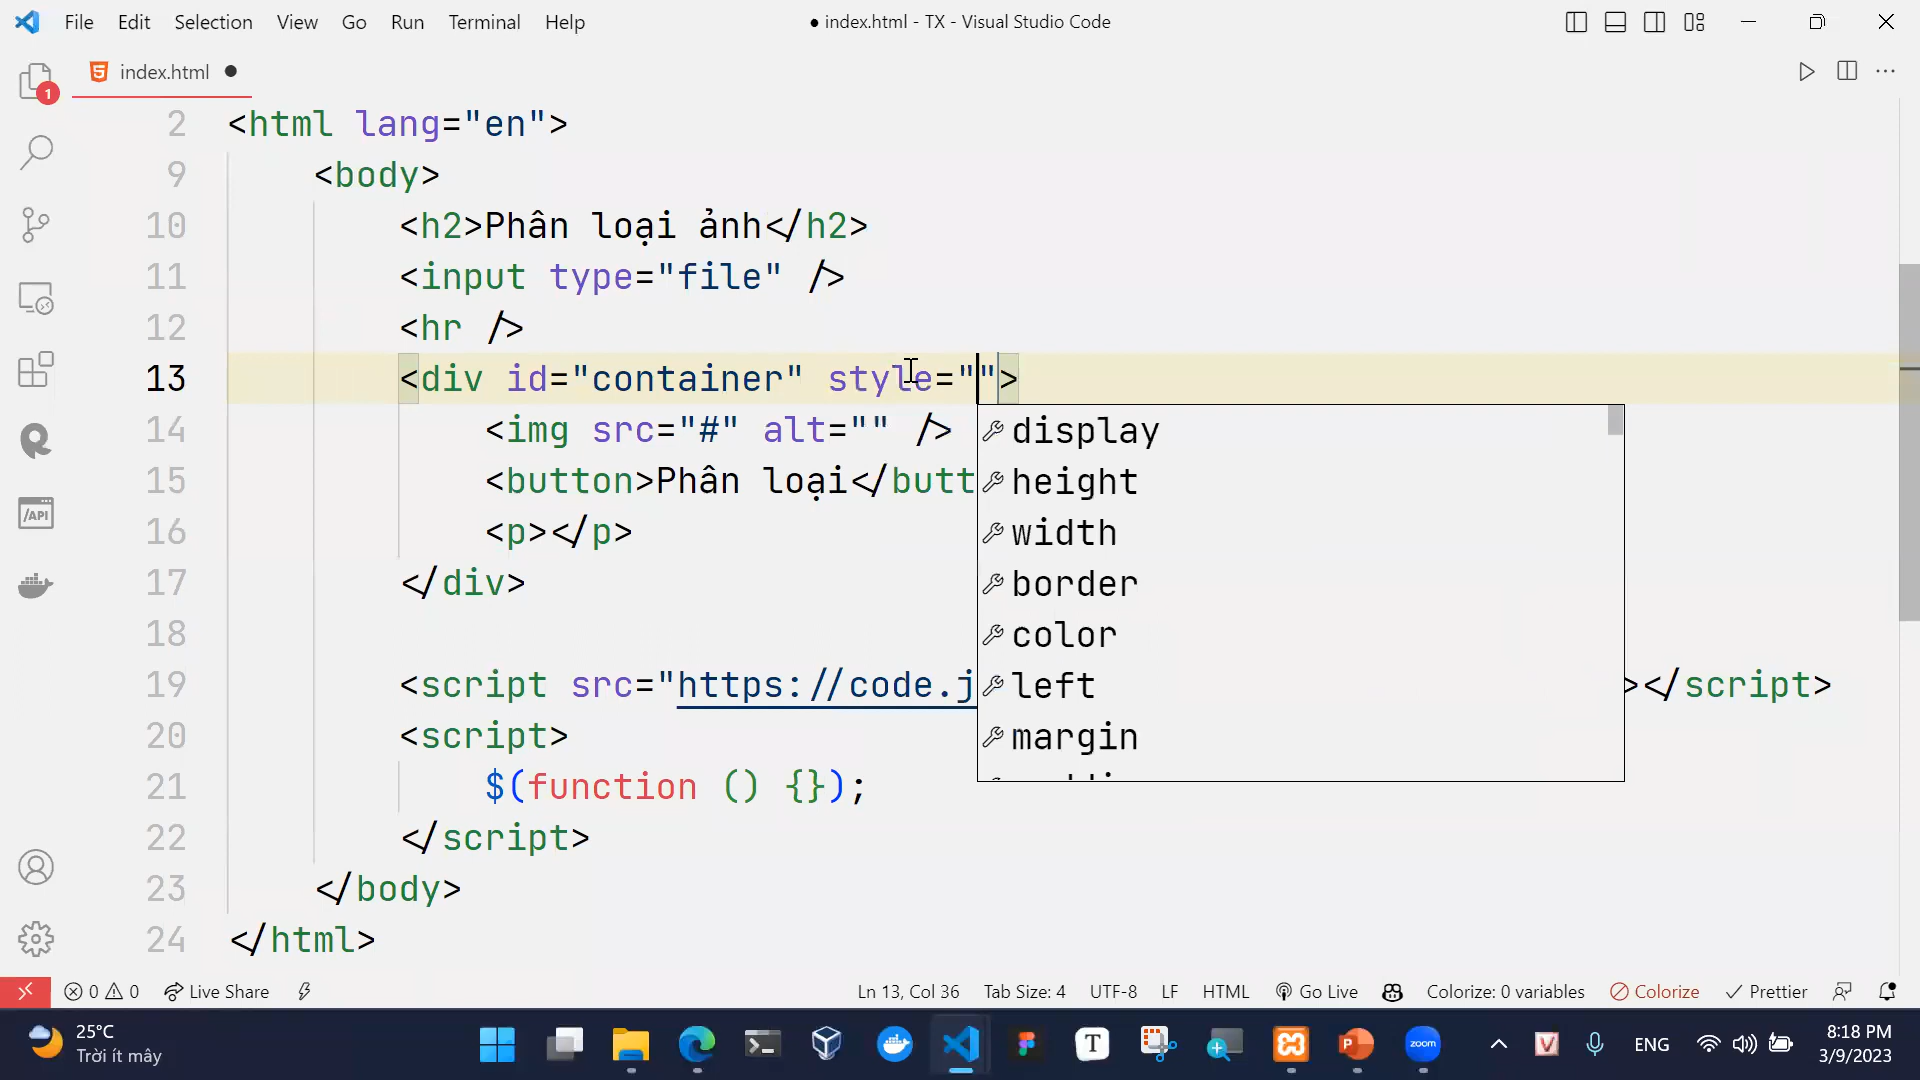 File Edit Selection View Go Run Terminal Help
● index.html - TX - Visual Studio Code
index.html ●
1
2 <html lang="en">
9 <body>
10 <h2>Phân loại ảnh</h2>
11 <input type="file" />
12 <hr />
13 <div id="container" style="">
14 <img src="#" alt="" />
15 <button>Phân loại</butt
16 <p></p>
17 </div>
18
19 <script src="https://code.j ></script>
20 <script>
21 $(function () {});
22 </script>
23 </body>
24 </html>
display
height
width
border
color
left
margin
/API
0 0 Live Share
Ln 13, Col 36 Tab Size: 4 UTF-8 LF HTML Go Live Colorize: 0 variables Colorize Prettier
25°C
Trời ít mây
T
zoom
V
ENG
8:18 PM
3/9/2023